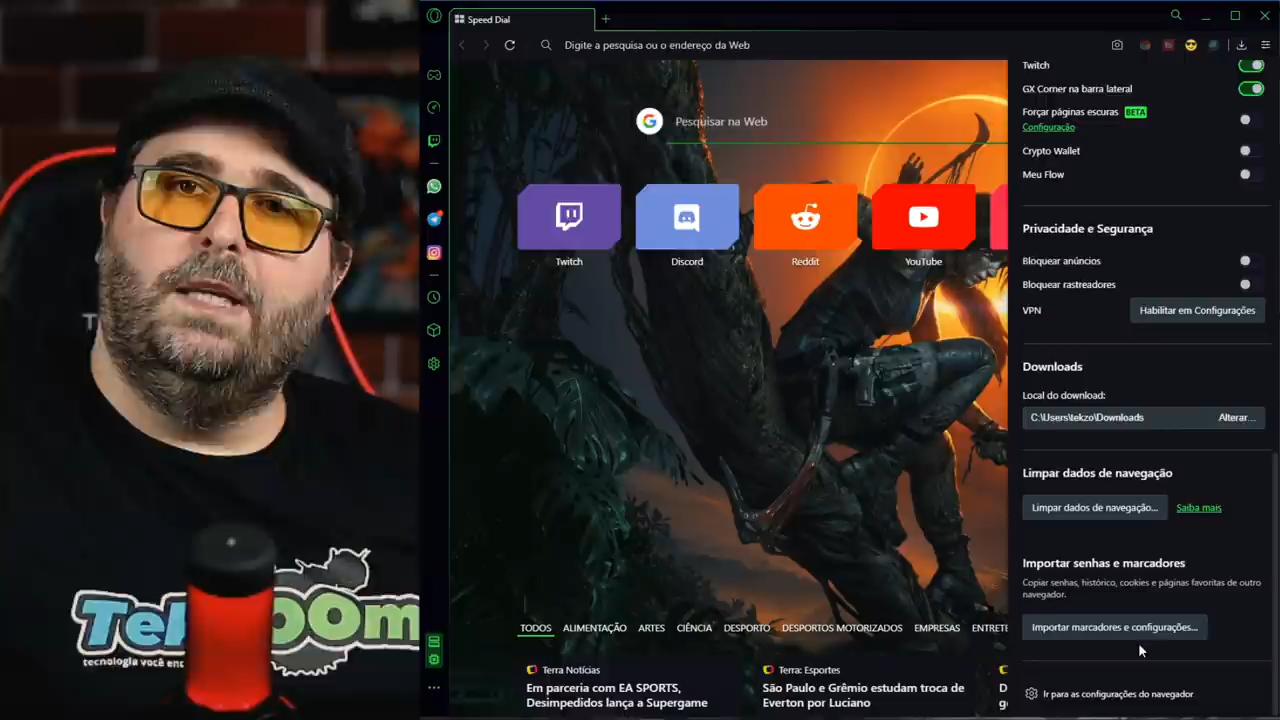 Speed Dial
Digite a pesquisa ou o endereço da Web
Pesquisar na Web
Twitch
Discord
Reddit
YouTube
TODOS ALIMENTAÇÃO ARTES CIÊNCIA DESPORTO DESPORTOS MOTORIZADOS EMPRESAS ENTRETE
Terra Notícias
Em parceria com EA SPORTS,
Desimpedidos lança a Supergame
Terra: Esportes
São Paulo e Grêmio estudam troca de
Everton por Luciano
Twitch
GX Corner na barra lateral
Forçar páginas escuras BETA
Configuração
Crypto Wallet
Meu Flow
Privacidade e Segurança
Bloquear anúncios
Bloquear rastreadores
VPN Habilitar em Configurações
Downloads
Local do download:
C:\Users\tekzo\Downloads Alterar...
Limpar dados de navegação
Limpar dados de navegação... Saiba mais
Importar senhas e marcadores
Copiar senhas, histórico, cookies e páginas favoritas de outro
navegador.
Importar marcadores e configurações...
Ir para as configurações do navegador
tecnologia você